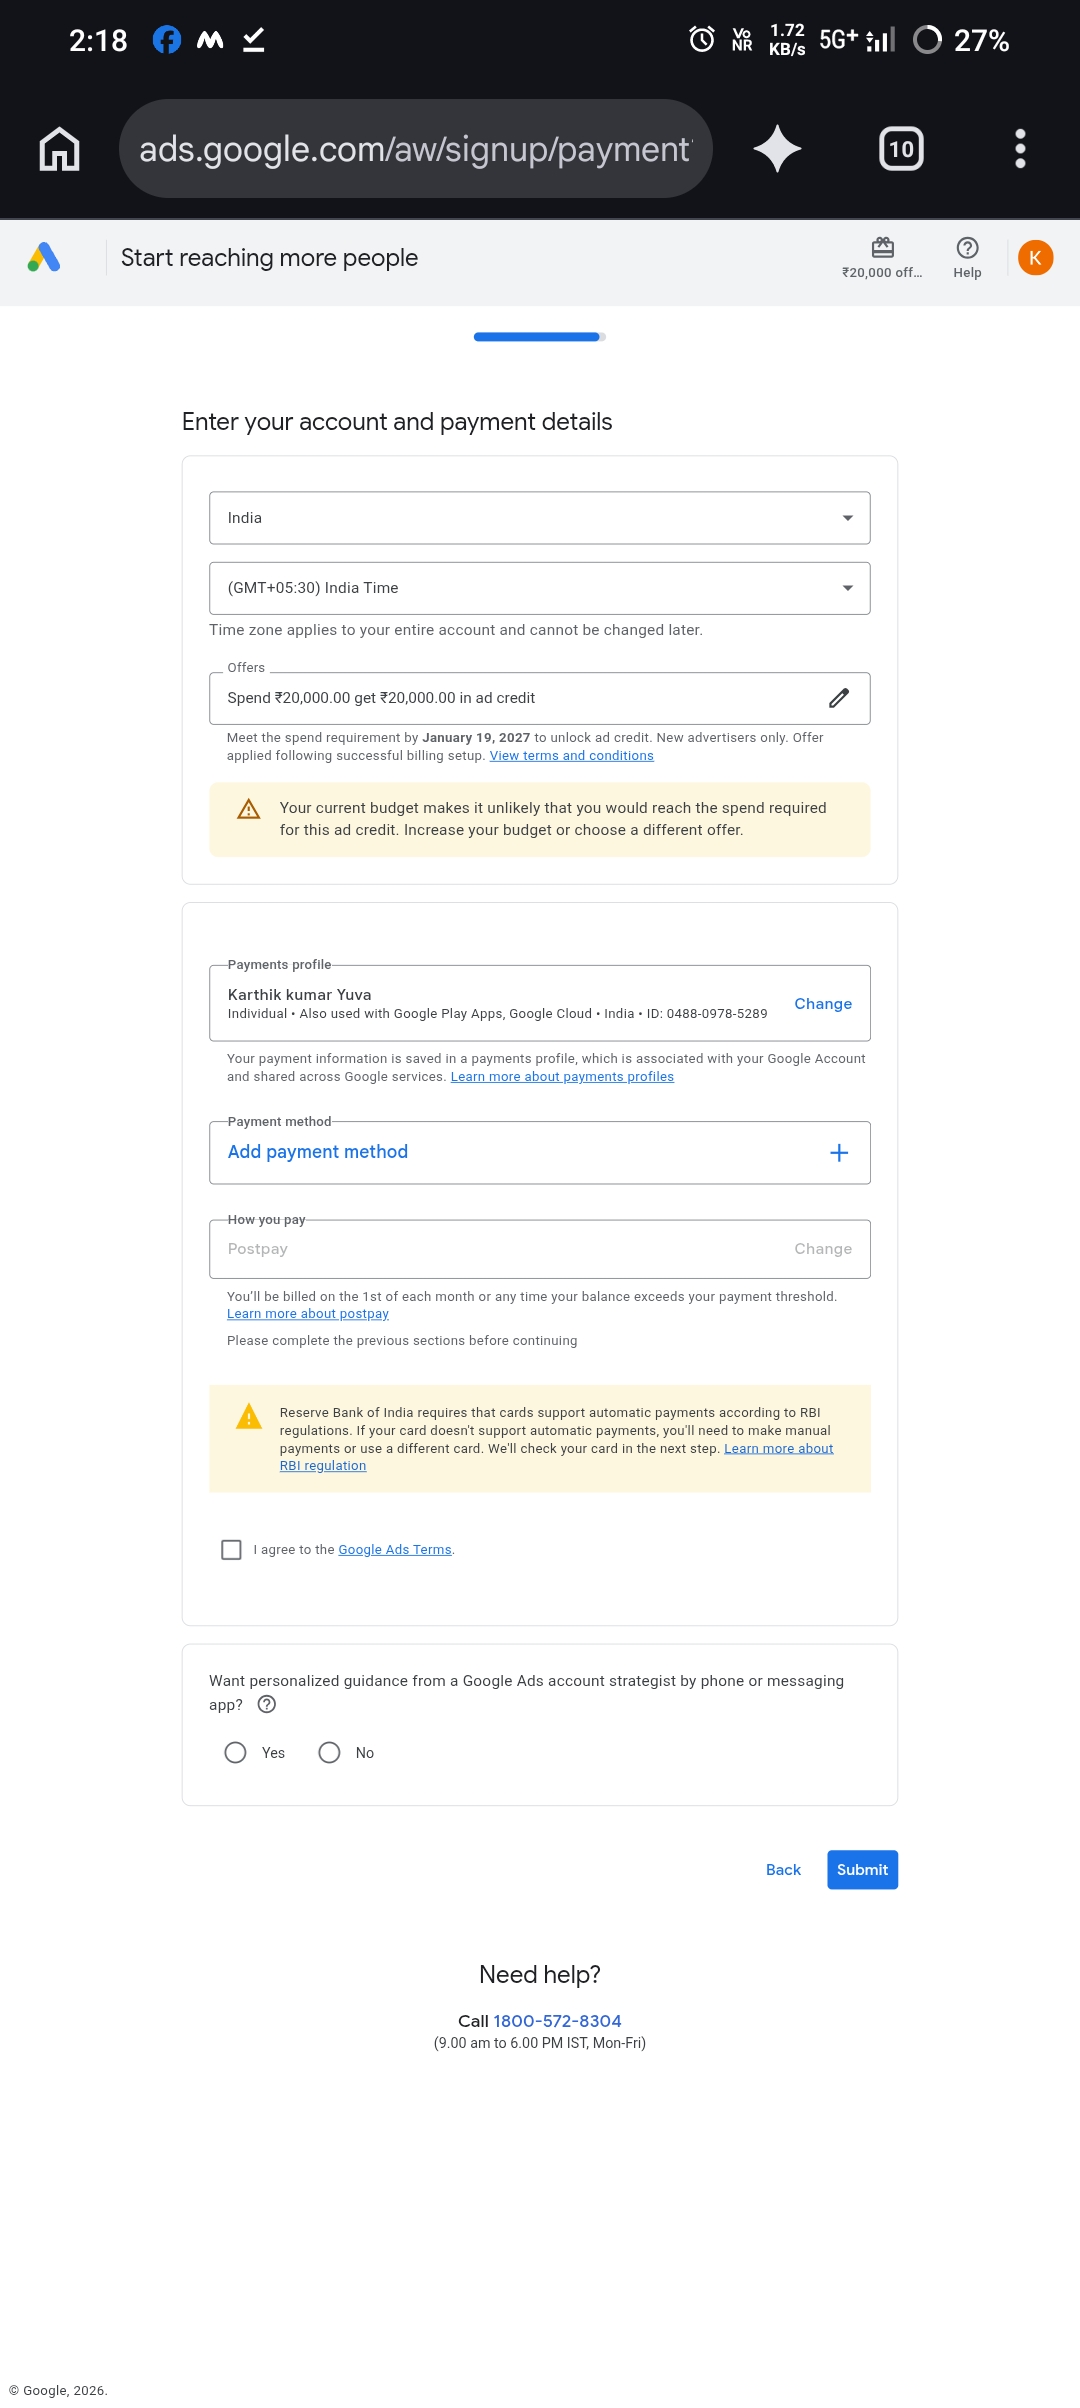 2:18
Vo
NR
1.72
KB/s
5G+
27%
ads.google.com/aw/signup/payment
10
Start reaching more people
₹20,000 off...
Help
K
Enter your account and payment details
India
(GMT+05:30) India Time
Time zone applies to your entire account and cannot be changed later.
Offers
Spend ₹20,000.00 get ₹20,000.00 in ad credit
Meet the spend requirement by January 19, 2027 to unlock ad credit. New advertisers only. Offer
applied following successful billing setup. View terms and conditions
Your current budget makes it unlikely that you would reach the spend required
for this ad credit. Increase your budget or choose a different offer.
Payments profile
Karthik kumar Yuva
Individual • Also used with Google Play Apps, Google Cloud • India • ID: 0488-0978-5289
Change
Your payment information is saved in a payments profile, which is associated with your Google Account
and shared across Google services. Learn more about payments profiles
Payment method
Add payment method
How you pay
Postpay
Change
You’ll be billed on the 1st of each month or any time your balance exceeds your payment threshold.
Learn more about postpay
Please complete the previous sections before continuing
Reserve Bank of India requires that cards support automatic payments according to RBI
regulations. If your card doesn't support automatic payments, you'll need to make manual
payments or use a different card. We'll check your card in the next step. Learn more about
RBI regulation
I agree to the Google Ads Terms.
Want personalized guidance from a Google Ads account strategist by phone or messaging
app?
Yes
No
Back
Submit
Need help?
Call 1800-572-8304
(9.00 am to 6.00 PM IST, Mon-Fri)
© Google, 2026.